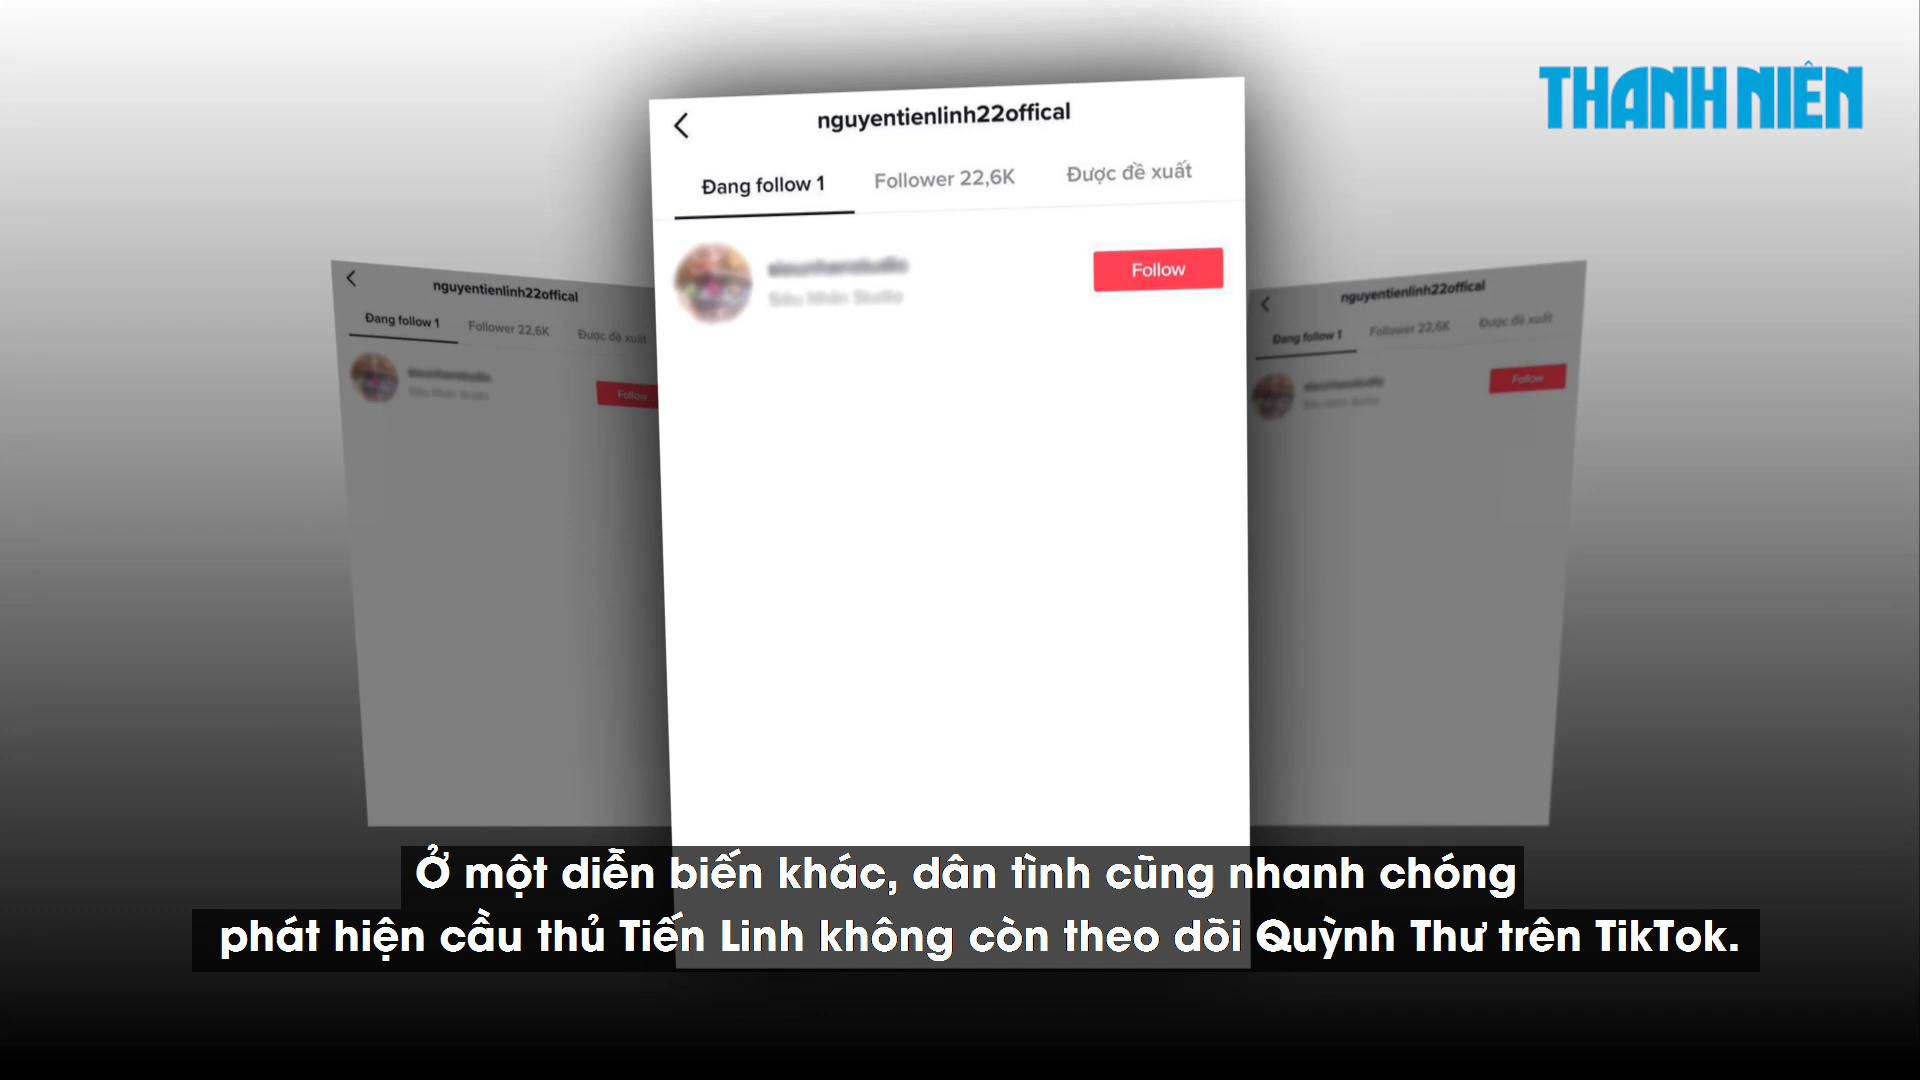 THANH NIÊN
nguyentienlinh22offical
Đang follow 1 Follower 22,6K Được đề xuất
Siêu Nhân Studio
Follow
nguyentienlinh22offical
Đang follow 1 Follower 22,6K Được đề xuất
Follow
nguyentienlinh22offical
Đang follow 1 Follower 22,6K Được đề xuất
Follow
Ở một diễn biến khác, dân tình cũng nhanh chóng
phát hiện cầu thủ Tiến Linh không còn theo dõi Quỳnh Thư trên TikTok.